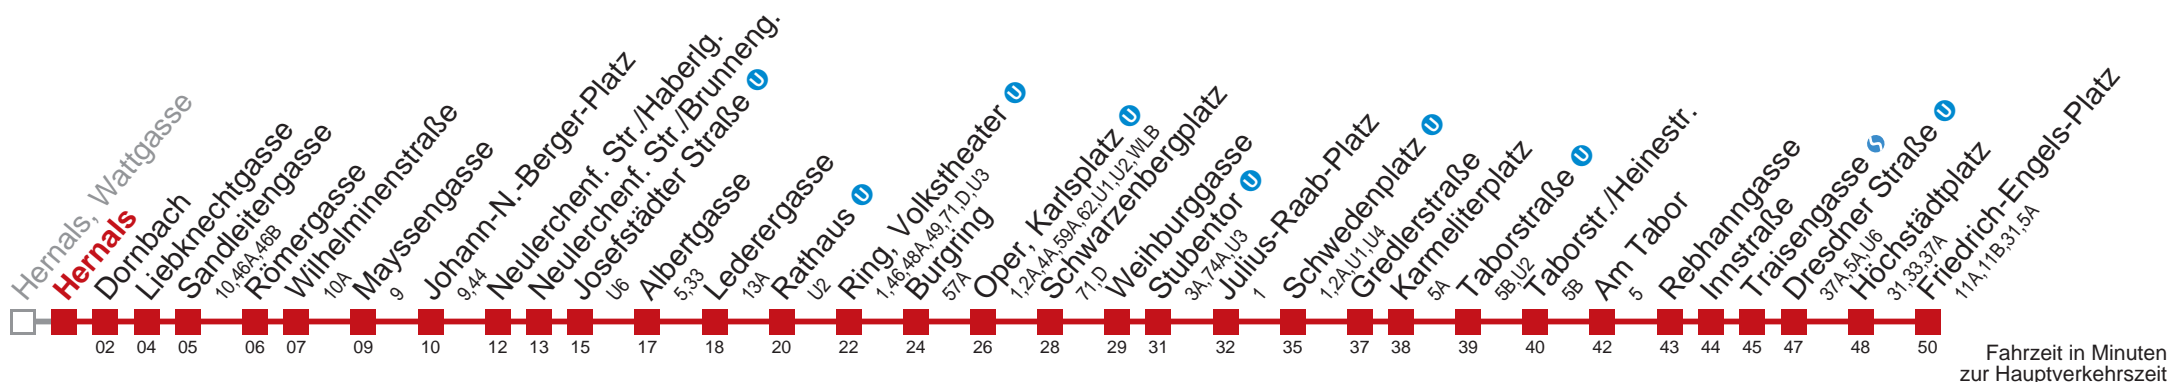 Hernals, Wattgasse
Hernals
Dornbach
Liebknechtgasse
Sandleitengasse
10,46A,46B
Römergasse
Wilhelminenstraße
10A
Mayssengasse
9
Johann-N.-Berger-Platz
9,44
Neulerchenf. Str./Haberlg.
Neulerchenf. Str./Brunneng.
Josefstädter Straße U
U6
Albertgasse
5,33
Lederergasse
13A
Rathaus U
U2
Ring, Volkstheater U
1,46,48A,49,71,D,U3
Burgring
57A
Oper, Karlsplatz U
1,2A,4A,59A,62,U1,U2,WLB
Schwarzenbergplatz
71,D
Weihburggasse
Stubentor U
3A,74A,U3
Julius-Raab-Platz
1
Schwedenplatz U
1,2A,U1,U4
Gredlerstraße
Karmeliterplatz
5A
Taborstraße U
5B,U2
Taborstr./Heinestr.
5B
Am Tabor
5
Rebhanngasse
Innstraße
Traisengasse S
Dresdner Straße U
37A,5A,U6
Höchstädtplatz
31,33,37A
Friedrich-Engels-Platz
11A,11B,31,5A
02 04 05 06 07 09 10 12 13 15 17 18 20 22 24 26 28 29 31 32 35 37 38 39 40 42 43 44 45 47 48 50
Fahrzeit in Minuten
zur Hauptverkehrszeit